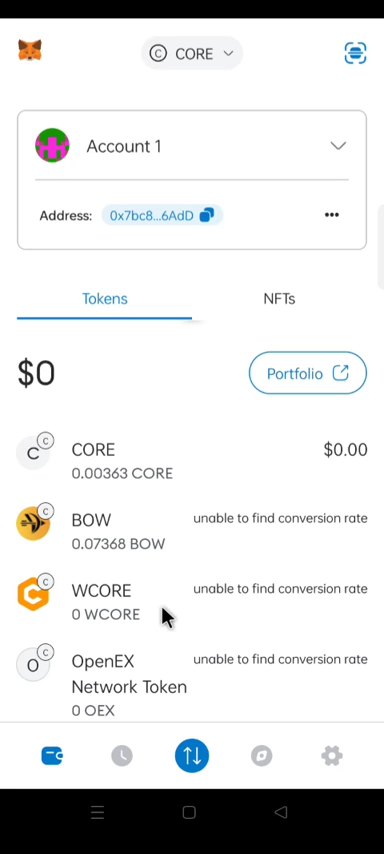 CORE
Account 1
Address: 0x7bc8...6AdD
Tokens
NFTs
$0
Portfolio
CORE
$0.00
0.00363 CORE
BOW
unable to find conversion rate
0.07368 BOW
WCORE
unable to find conversion rate
0 WCORE
OpenEX
unable to find conversion rate
Network Token
0 OEX